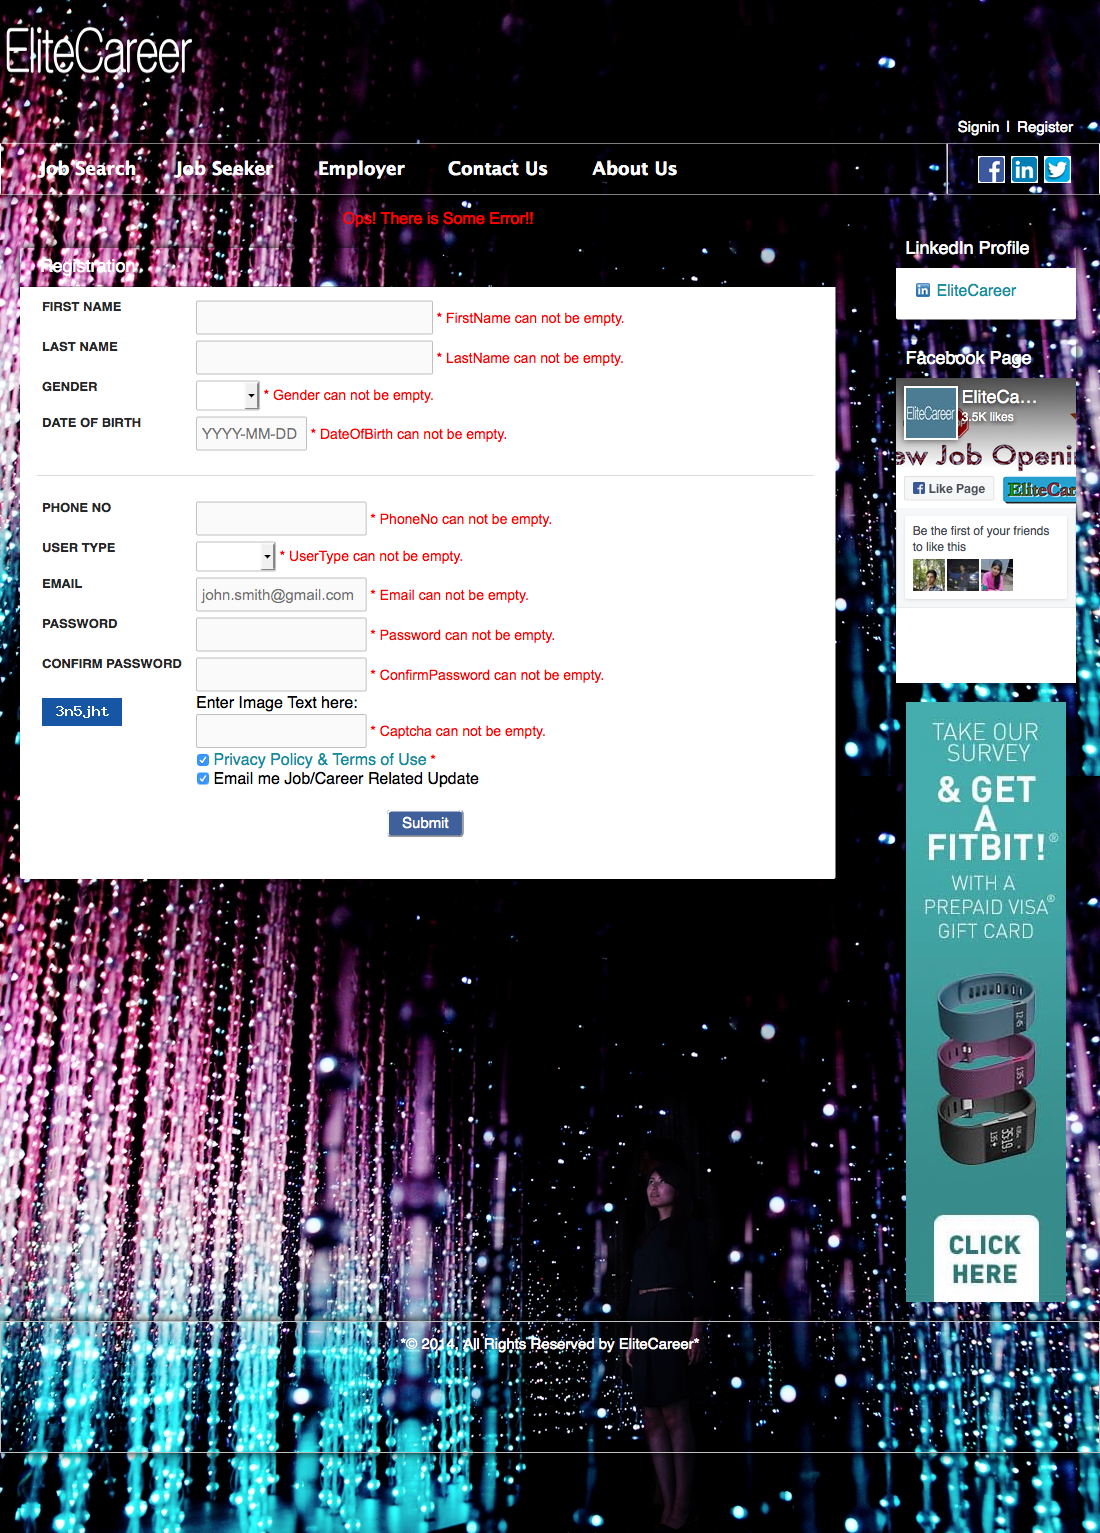 EliteCareer
Signin | Register
Job Search Job Seeker Employer Contact Us About Us
Ops! There is Some Error!!
Registration
FIRST NAME * FirstName can not be empty.
LAST NAME * LastName can not be empty.
GENDER * Gender can not be empty.
DATE OF BIRTH YYYY-MM-DD * DateOfBirth can not be empty.
PHONE NO * PhoneNo can not be empty.
USER TYPE * UserType can not be empty.
EMAIL john.smith@gmail.com * Email can not be empty.
PASSWORD * Password can not be empty.
CONFIRM PASSWORD * ConfirmPassword can not be empty.
3n5jht
Enter Image Text here:
* Captcha can not be empty.
Privacy Policy & Terms of Use *
Email me Job/Career Related Update
Submit
LinkedIn Profile
in EliteCareer
Facebook Page
EliteCareer
EliteCa...
3.5K likes
ew Job Openi
Like Page
EliteCar
Be the first of your friends
to like this
TAKE OUR
SURVEY
& GET
A
FITBIT!®
WITH A
PREPAID VISA®
GIFT CARD
CLICK
HERE
*© 2014, All Rights Reserved by EliteCareer*